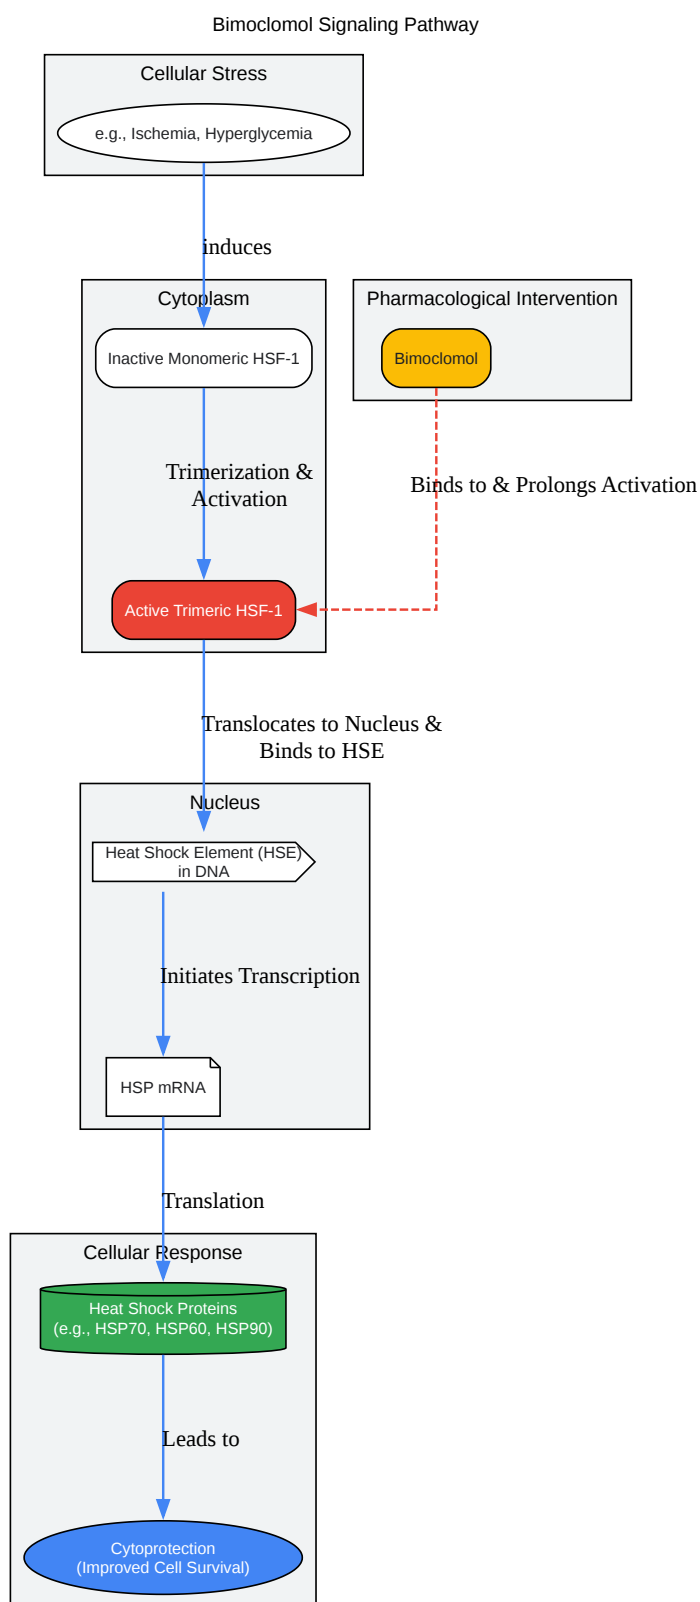 Bimoclomol Signaling Pathway
Cellular Stress
e.g., Ischemia, Hyperglycemia
induces
Cytoplasm
Pharmacological Intervention
Inactive Monomeric HSF-1
Bimoclomol
Trimerization &
Activation
Binds to & Prolongs Activation
Active Trimeric HSF-1
Translocates to Nucleus &
Binds to HSE
Nucleus
Heat Shock Element (HSE)
in DNA
Initiates Transcription
HSP mRNA
Translation
Cellular Response
Heat Shock Proteins
(e.g., HSP70, HSP60, HSP90)
Leads to
Cytoprotection
(Improved Cell Survival)